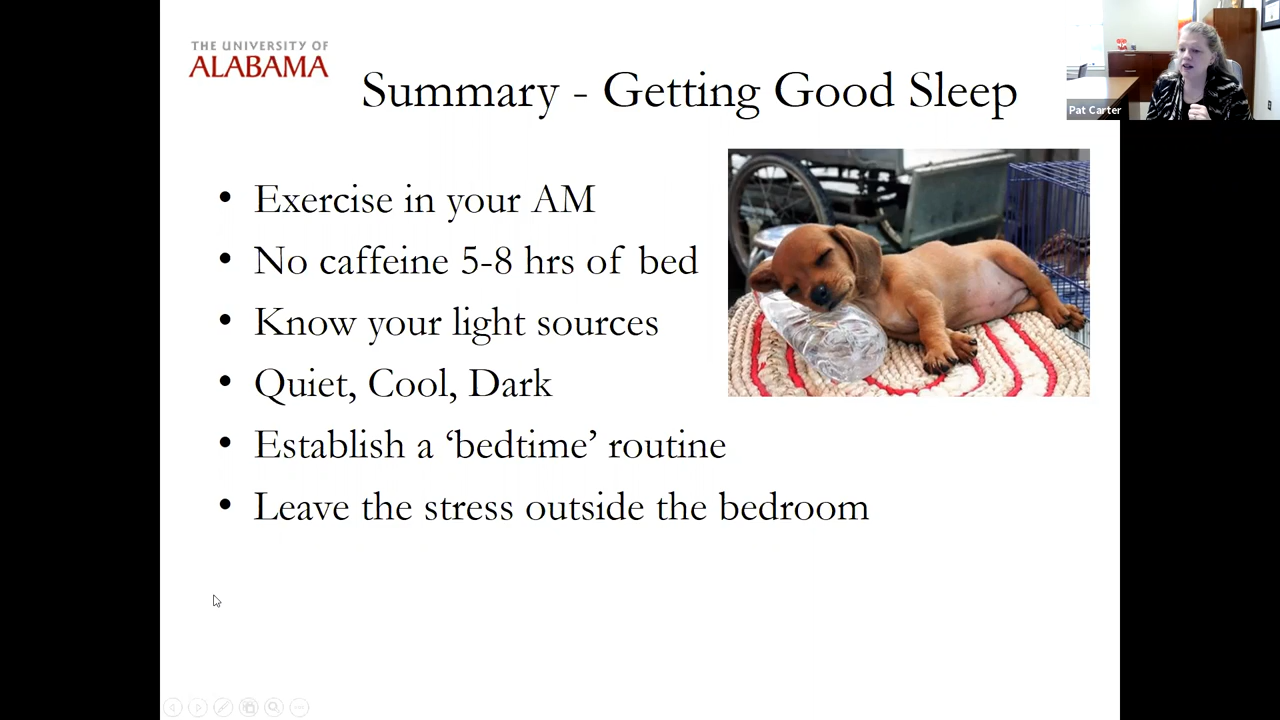 THE UNIVERSITY OF
ALABAMA
Summary - Getting Good Sleep
Pat Carter
• Exercise in your AM
• No caffeine 5-8 hrs of bed
• Know your light sources
• Quiet, Cool, Dark
• Establish a ‘bedtime’ routine
• Leave the stress outside the bedroom